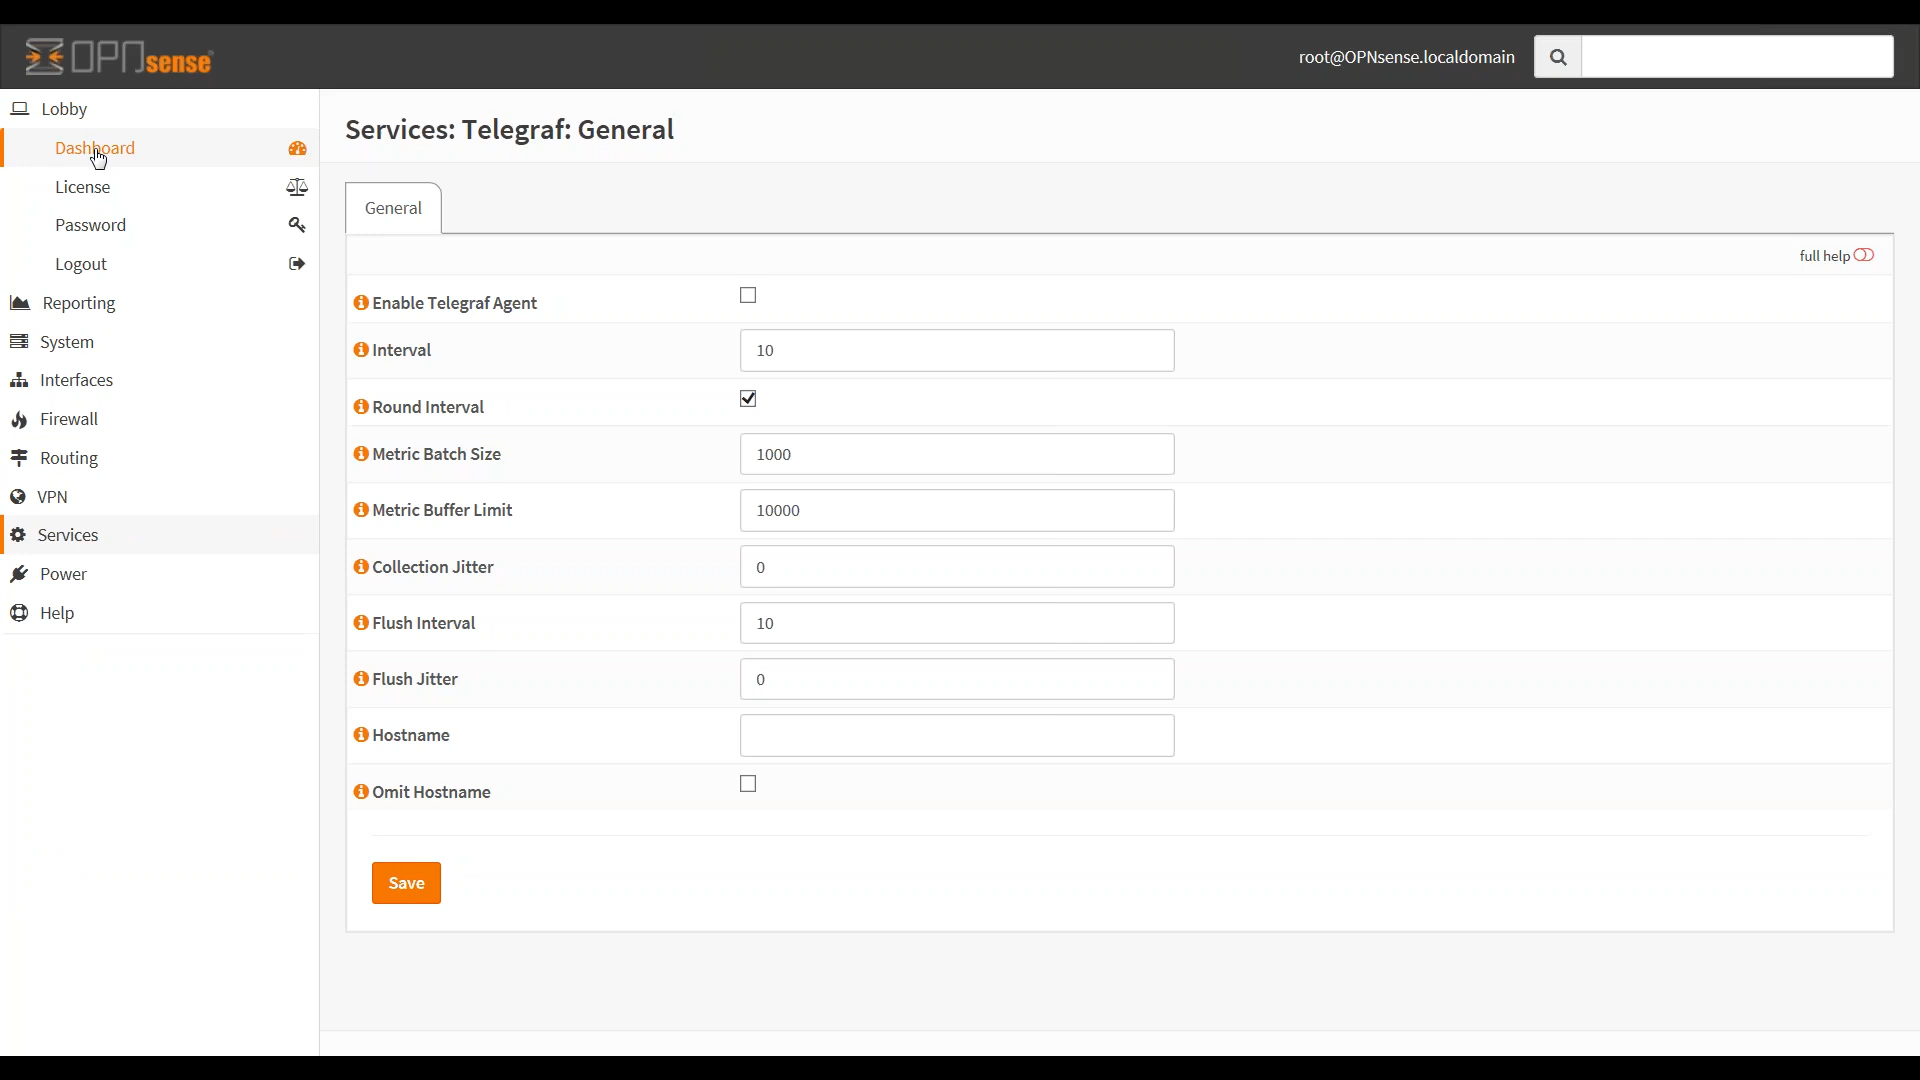 OPNsense
root@OPNsense.localdomain
Lobby
Dashboard
License
Password
Logout
Reporting
System
Interfaces
Firewall
Routing
VPN
Services
Power
Help
Services: Telegraf: General
General
full help
Enable Telegraf Agent
Interval 10
Round Interval
Metric Batch Size 1000
Metric Buffer Limit 10000
Collection Jitter 0
Flush Interval 10
Flush Jitter 0
Hostname
Omit Hostname
Save